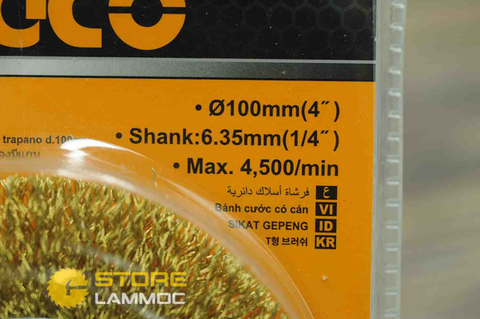 • Ø100mm(4˝)
• Shank:6.35mm(1/4˝)
• Max. 4,500/min
trapano d.100
فرشاة أسلاك دائرية ع
Bánh cước có cán VI
SIKAT GEPENG ID
T형 브러쉬 KR
STORE
LAMMOC